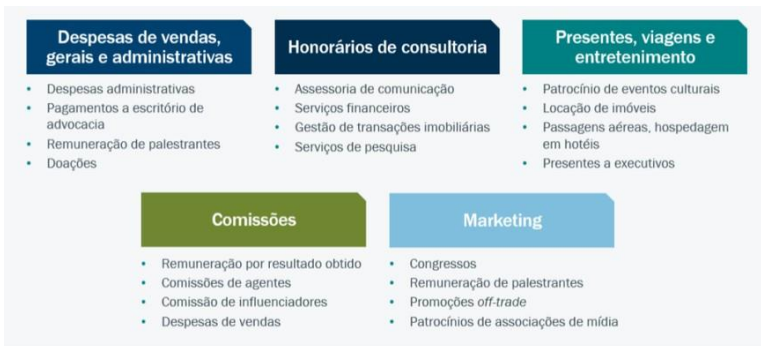 Despesas de vendas,
gerais e administrativas
• Despesas administrativas
• Pagamentos a escritório de
advocacia
• Remuneração de palestrantes
• Doações
Honorários de consultoria
• Assessoria de comunicação
• Serviços financeiros
• Gestão de transações imobiliárias
• Serviços de pesquisa
Presentes, viagens e
entretenimento
• Patrocínio de eventos culturais
• Locação de imóveis
• Passagens aéreas, hospedagem
em hotéis
• Presentes a executivos
Comissões
• Remuneração por resultado obtido
• Comissões de agentes
• Comissão de influenciadores
• Despesas de vendas
Marketing
• Congressos
• Remuneração de palestrantes
• Promoções off-trade
• Patrocínios de associações de mídia